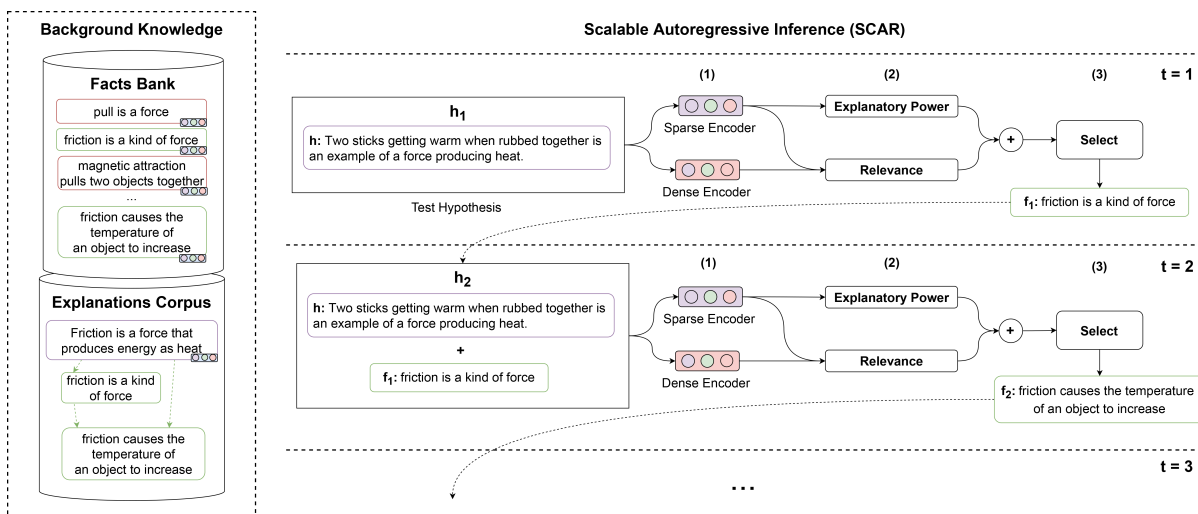 Background Knowledge
Facts Bank
pull is a force
friction is a kind of force
magnetic attraction
pulls two objects together
...
friction causes the
temperature of
an object to increase
Explanations Corpus
Friction is a force that
produces energy as heat
friction is a kind
of force
friction causes the
temperature of
an object to increase
Scalable Autoregressive Inference (SCAR)
(1)
(2)
(3)
t = 1
h1
h: Two sticks getting warm when rubbed together is
an example of a force producing heat.
Test Hypothesis
Sparse Encoder
Dense Encoder
Explanatory Power
Relevance
+
Select
f1: friction is a kind of force
(1)
(2)
(3)
t = 2
h2
h: Two sticks getting warm when rubbed together is
an example of a force producing heat.
+
f1: friction is a kind of force
Sparse Encoder
Dense Encoder
Explanatory Power
Relevance
+
Select
f2: friction causes the temperature
of an object to increase
t = 3
...